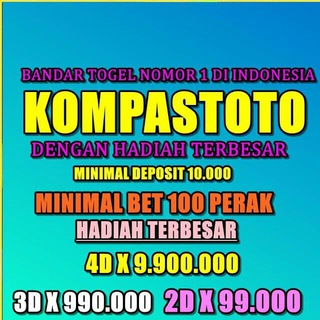 BANDAR TOGEL NOMOR 1 DI INDONESIA
KOMPASTOTO
DENGAN HADIAH TERBESAR
MINIMAL DEPOSIT 10.000
MINIMAL BET 100 PERAK
HADIAH TERBESAR
4D X 9.900.000
3D X 990.000 2D X 99.000